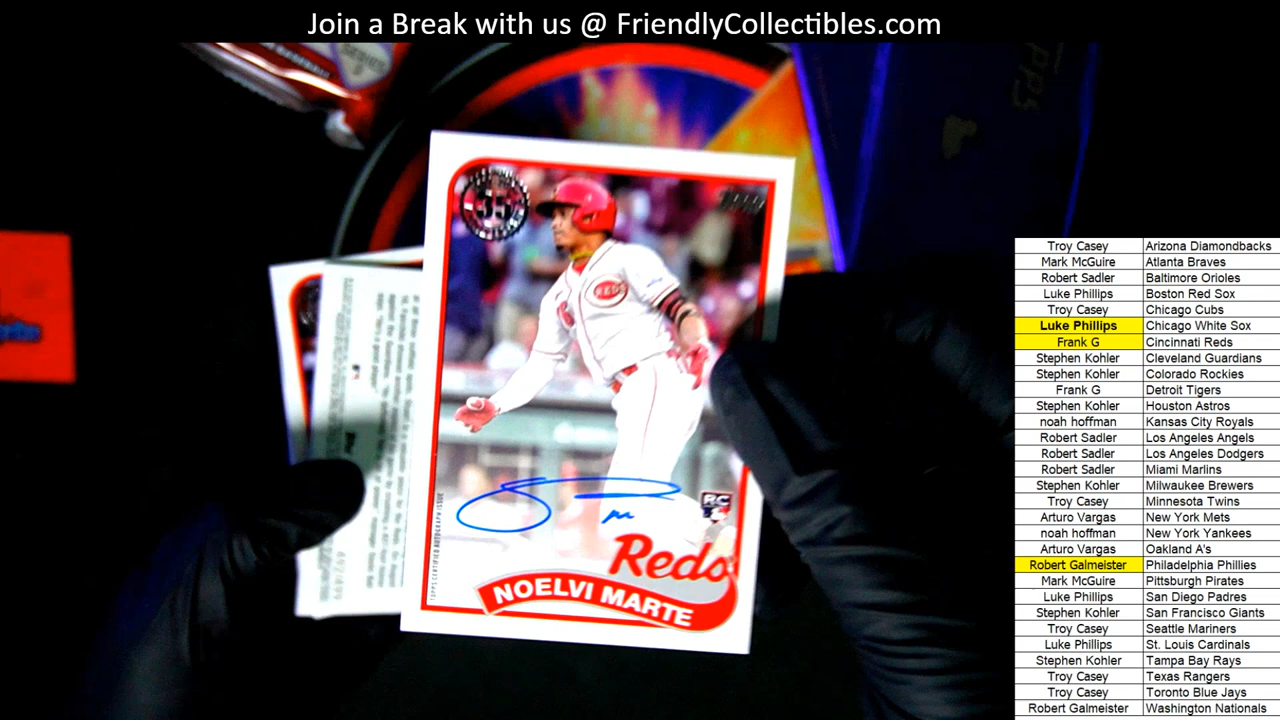 Join a Break with us @ FriendlyCollectibles.com
35
REDS
RC
TOPPS CERTIFIED AUTOGRAPH ISSUE
Reds
NOELVI MARTE
Troy Casey Arizona Diamondbacks
Mark McGuire Atlanta Braves
Robert Sadler Baltimore Orioles
Luke Phillips Boston Red Sox
Troy Casey Chicago Cubs
Luke Phillips Chicago White Sox
Frank G Cincinnati Reds
Stephen Kohler Cleveland Guardians
Stephen Kohler Colorado Rockies
Frank G Detroit Tigers
Stephen Kohler Houston Astros
noah hoffman Kansas City Royals
Robert Sadler Los Angeles Angels
Robert Sadler Los Angeles Dodgers
Robert Sadler Miami Marlins
Stephen Kohler Milwaukee Brewers
Troy Casey Minnesota Twins
Arturo Vargas New York Mets
noah hoffman New York Yankees
Arturo Vargas Oakland A's
Robert Galmeister Philadelphia Phillies
Mark McGuire Pittsburgh Pirates
Luke Phillips San Diego Padres
Stephen Kohler San Francisco Giants
Troy Casey Seattle Mariners
Luke Phillips St. Louis Cardinals
Stephen Kohler Tampa Bay Rays
Troy Casey Texas Rangers
Troy Casey Toronto Blue Jays
Robert Galmeister Washington Nationals